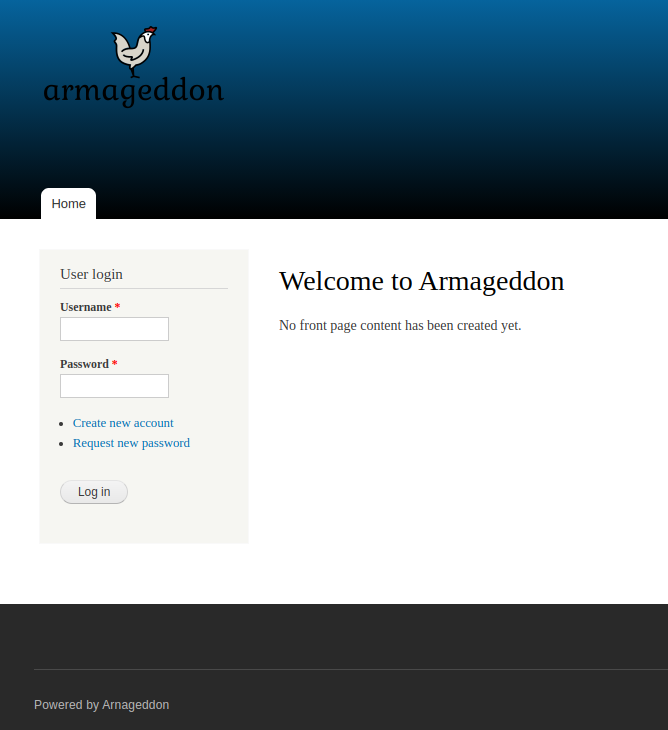 armageddon
Home
User login
Username *
Password *
Create new account
Request new password
Log in
Welcome to Armageddon
No front page content has been created yet.
Powered by Arnageddon